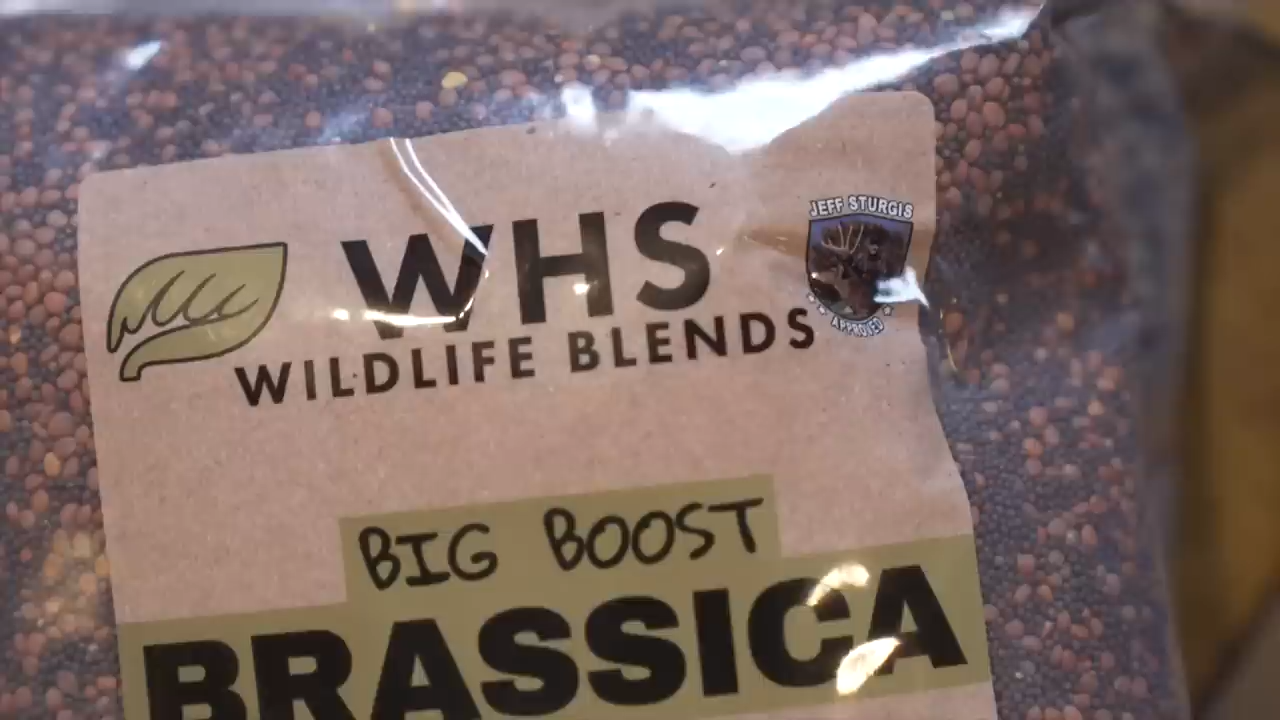 WHS
WILDLIFE BLENDS
JEFF STURGIS
APPROVED
BIG BOOST
BRASSICA